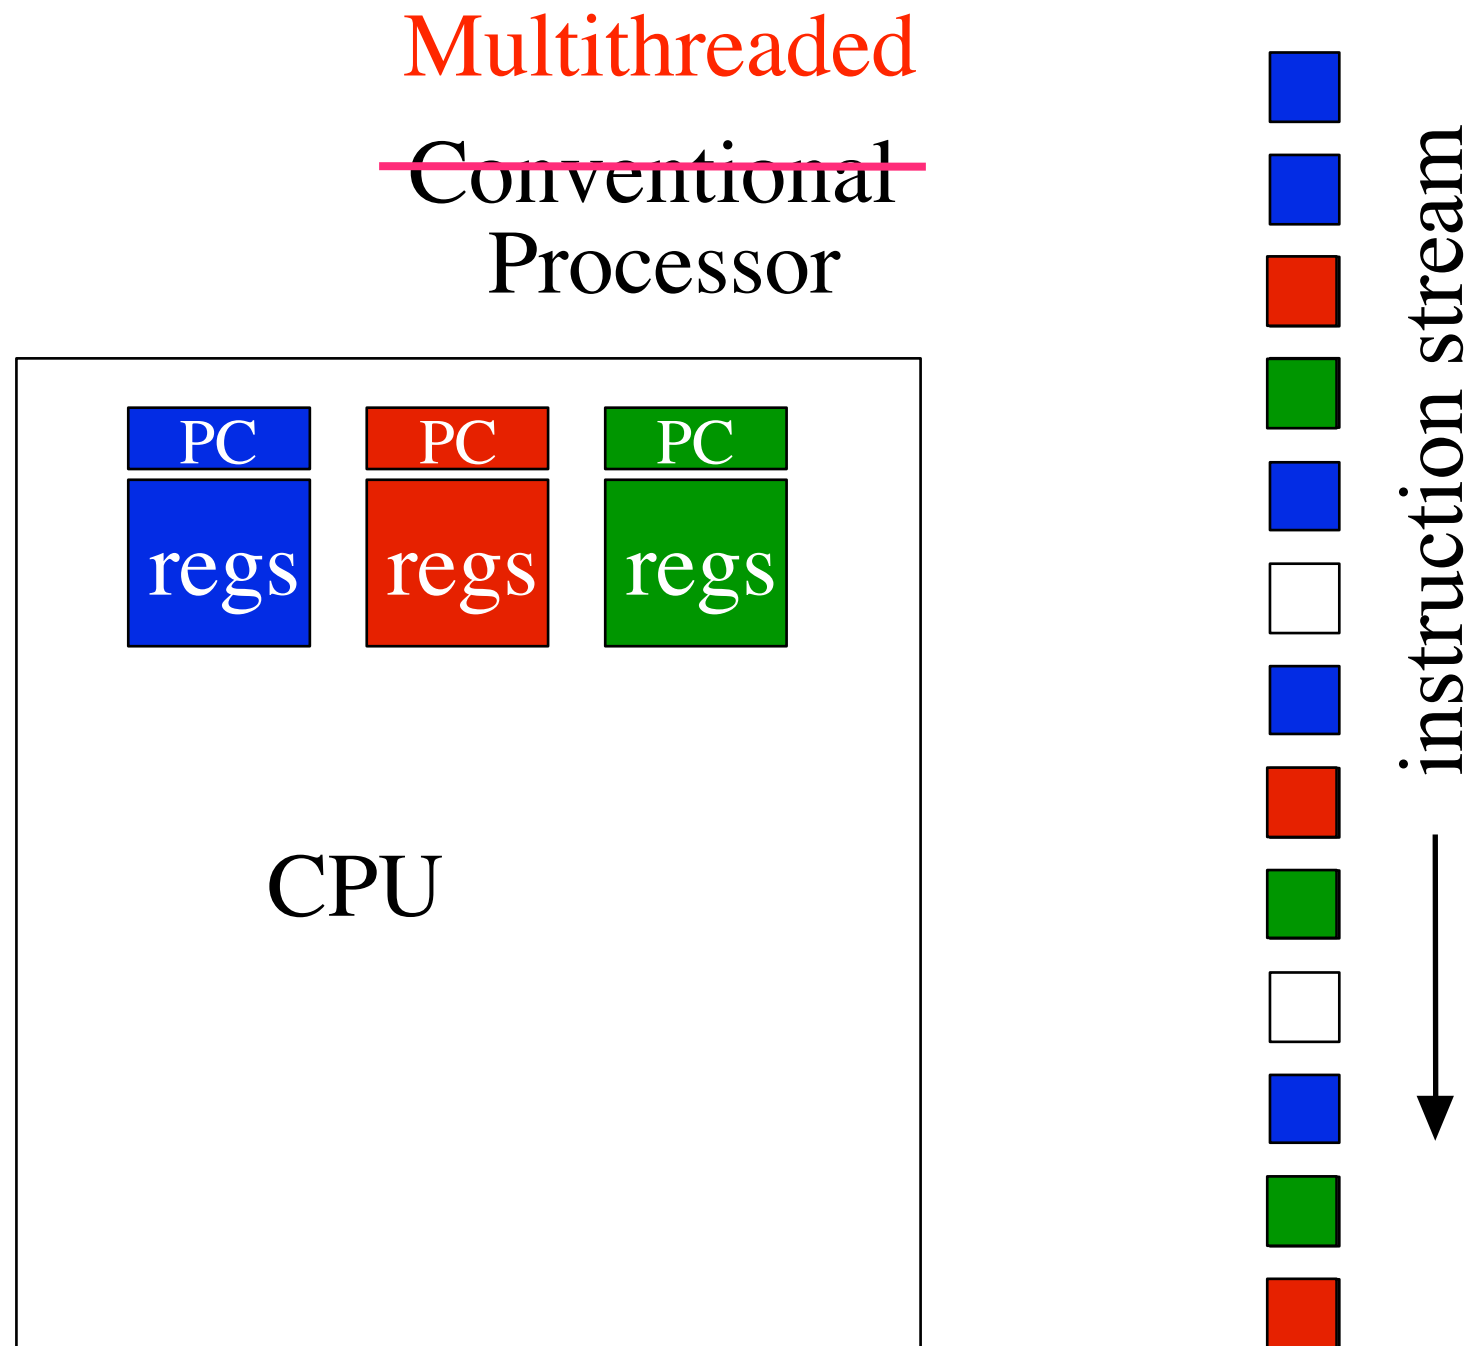 Multithreaded
Conventional
Processor
PC PC PC
regs regs regs
CPU
instruction stream